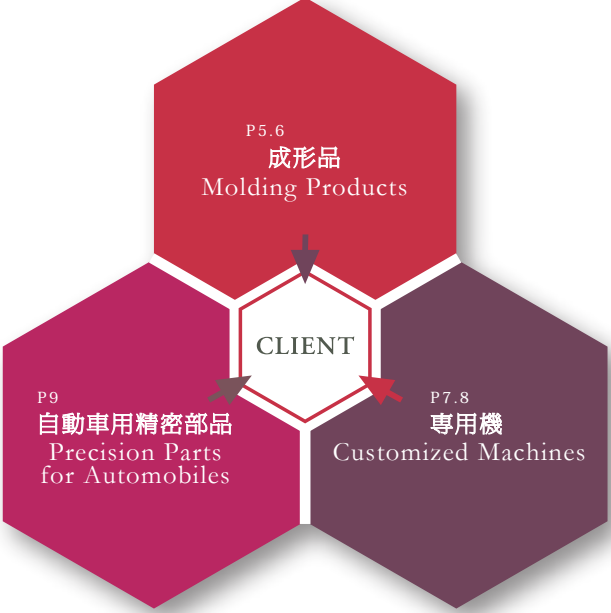 P5.6
成形品
Molding Products
CLIENT
P9
自動車用精密部品
Precision Parts
for Automobiles
P7.8
専用機
Customized Machines